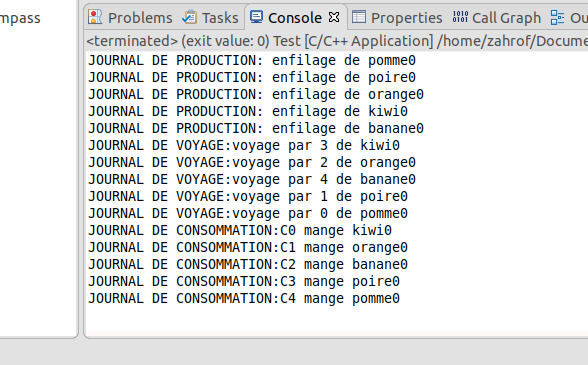 mpass
Problems Tasks Console Properties Call Graph Ou
<terminated> (exit value: 0) Test [C/C++ Application] /home/zahrof/Docume
JOURNAL DE PRODUCTION: enfilage de pomme0
JOURNAL DE PRODUCTION: enfilage de poire0
JOURNAL DE PRODUCTION: enfilage de orange0
JOURNAL DE PRODUCTION: enfilage de kiwi0
JOURNAL DE PRODUCTION: enfilage de banane0
JOURNAL DE VOYAGE:voyage par 3 de kiwi0
JOURNAL DE VOYAGE:voyage par 2 de orange0
JOURNAL DE VOYAGE:voyage par 4 de banane0
JOURNAL DE VOYAGE:voyage par 1 de poire0
JOURNAL DE VOYAGE:voyage par 0 de pomme0
JOURNAL DE CONSOMMATION:C0 mange kiwi0
JOURNAL DE CONSOMMATION:C1 mange orange0
JOURNAL DE CONSOMMATION:C2 mange banane0
JOURNAL DE CONSOMMATION:C3 mange poire0
JOURNAL DE CONSOMMATION:C4 mange pomme0